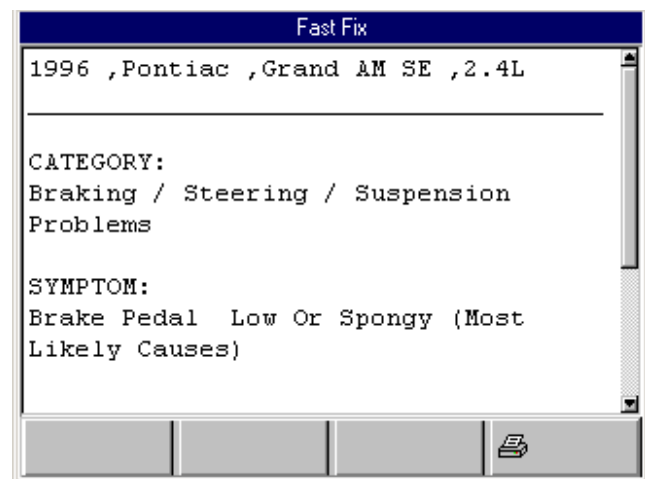 Fast Fix
1996 ,Pontiac ,Grand AM SE ,2.4L
CATEGORY:
Braking / Steering / Suspension
Problems
SYMPTOM:
Brake Pedal  Low Or Spongy (Most
Likely Causes)